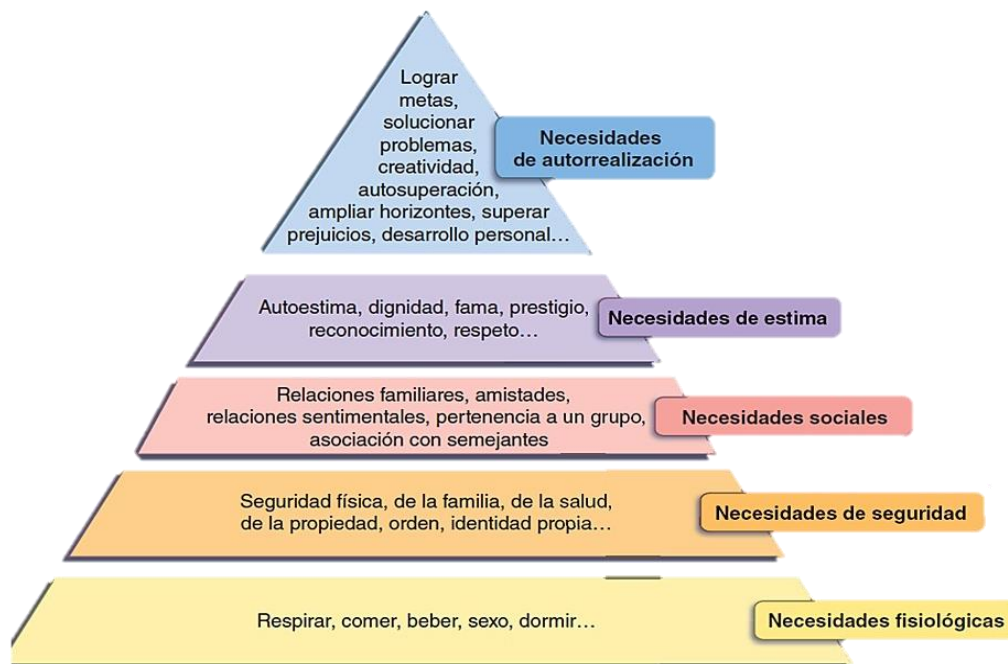 Lograr
metas,
solucionar
problemas,
creatividad,
autosuperación,
ampliar horizontes, superar
prejuicios, desarrollo personal...
Necesidades
de autorrealización
Autoestima, dignidad, fama, prestigio,
reconocimiento, respeto...
Necesidades de estima
Relaciones familiares, amistades,
relaciones sentimentales, pertenencia a un grupo,
asociación con semejantes
Necesidades sociales
Seguridad física, de la familia, de la salud,
de la propiedad, orden, identidad propia...
Necesidades de seguridad
Respirar, comer, beber, sexo, dormir...
Necesidades fisiológicas